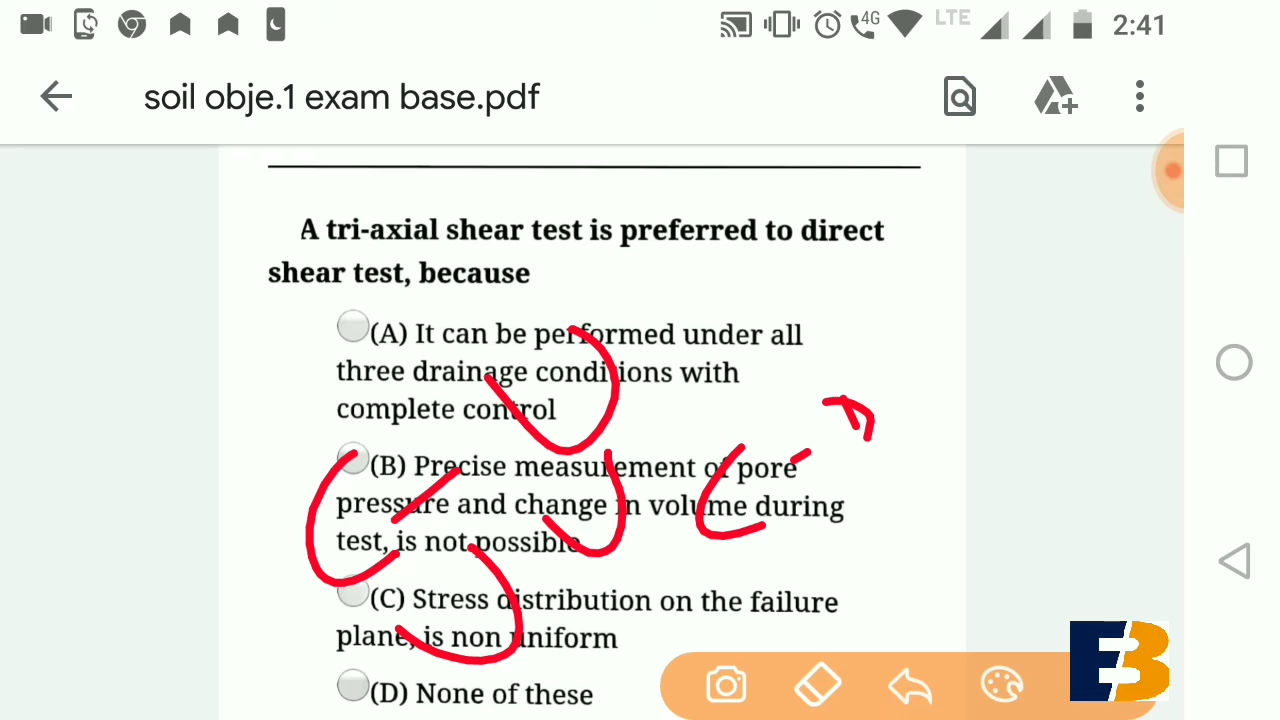 LTE 4G 2:41
soil obje.1 exam base.pdf
A tri-axial shear test is preferred to direct
shear test, because
(A) It can be performed under all
three drainage conditions with
complete control
(B) Precise measurement of pore
pressure and change in volume during
test, is not possible
(C) Stress distribution on the failure
plane, is non uniform
(D) None of these
EB